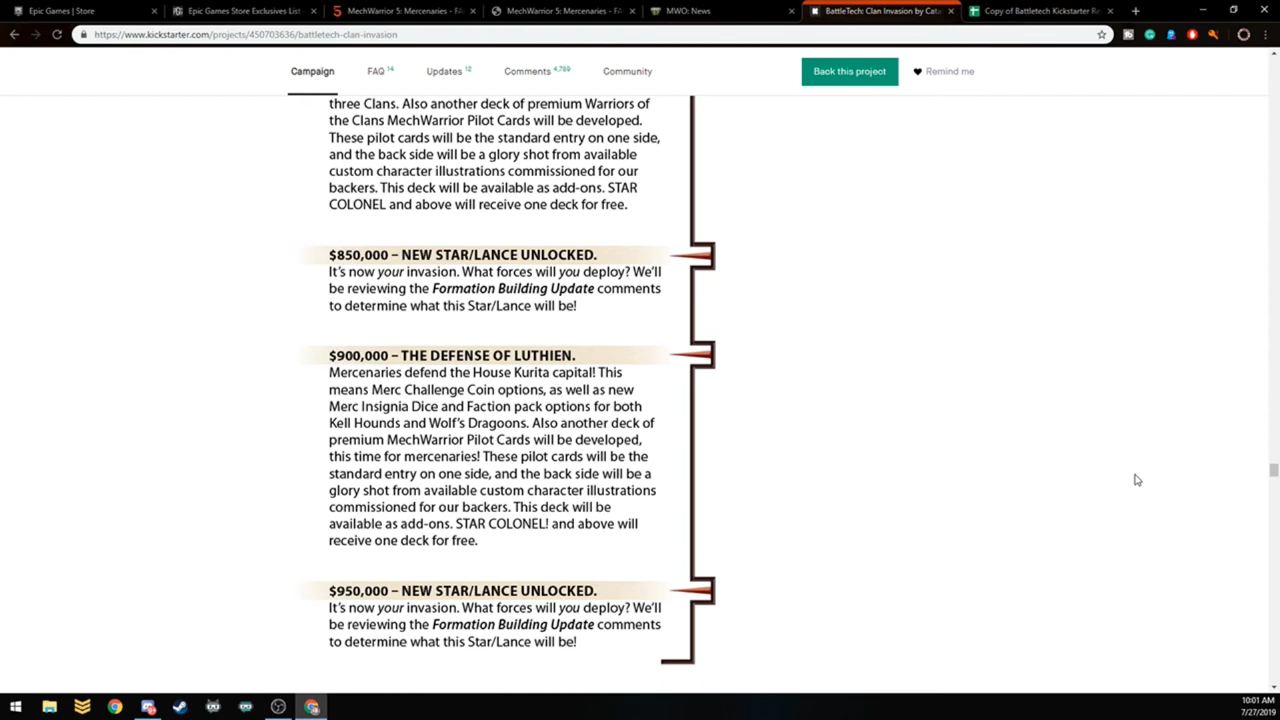 Epic Games | Store
Epic Games Store Exclusives List
MechWarrior 5: Mercenaries - FA
MechWarrior 5: Mercenaries - FA
MWO: News
BattleTech: Clan Invasion by Cata
Copy of Battletech Kickstarter Re
https://www.kickstarter.com/projects/450703636/battletech-clan-invasion
Campaign
FAQ 14
Updates 12
Comments 4,789
Community
Back this project
Remind me
three Clans. Also another deck of premium Warriors of
the Clans MechWarrior Pilot Cards will be developed.
These pilot cards will be the standard entry on one side,
and the back side will be a glory shot from available
custom character illustrations commissioned for our
backers. This deck will be available as add-ons. STAR
COLONEL and above will receive one deck for free.
$850,000 – NEW STAR/LANCE UNLOCKED.
It's now your invasion. What forces will you deploy? We'll
be reviewing the Formation Building Update comments
to determine what this Star/Lance will be!
$900,000 – THE DEFENSE OF LUTHIEN.
Mercenaries defend the House Kurita capital! This
means Merc Challenge Coin options, as well as new
Merc Insignia Dice and Faction pack options for both
Kell Hounds and Wolf's Dragoons. Also another deck of
premium MechWarrior Pilot Cards will be developed,
this time for mercenaries! These pilot cards will be the
standard entry on one side, and the back side will be a
glory shot from available custom character illustrations
commissioned for our backers. This deck will be
available as add-ons. STAR COLONEL! and above will
receive one deck for free.
$950,000 – NEW STAR/LANCE UNLOCKED.
It's now your invasion. What forces will you deploy? We'll
be reviewing the Formation Building Update comments
to determine what this Star/Lance will be!
10:01 AM
7/27/2019